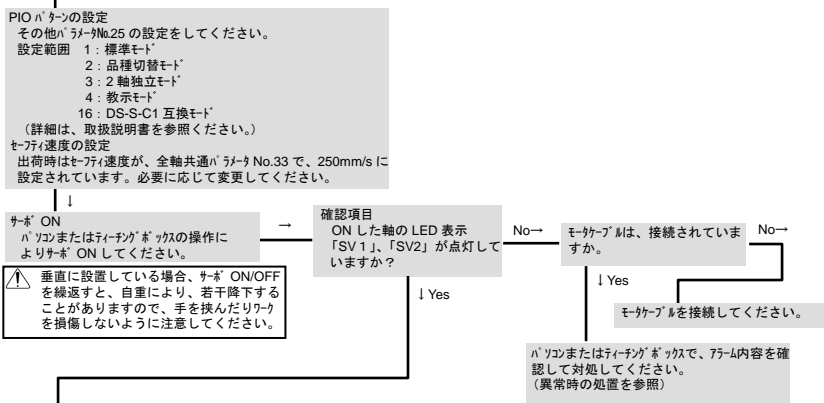 PIO ﾊﾟﾀｰﾝの設定
その他ﾊﾟﾗﾒｰﾀ№25 の設定をしてください。
設定範囲　1：標準ﾓｰﾄﾞ
2：品種切替ﾓｰﾄﾞ
3：2 軸独立ﾓｰﾄﾞ
4：教示ﾓｰﾄﾞ
16：DS-S-C1 互換ﾓｰﾄﾞ
（詳細は、取扱説明書を参照ください。）
ｾｰﾌﾃｨ速度の設定
出荷時はｾｰﾌﾃｨ速度が、全軸共通ﾊﾟﾗﾒｰﾀ No.33 で、250mm/s に
設定されています。必要に応じて変更してください。
↓
ｻｰﾎﾞ ON
ﾊﾟｿｺﾝまたはﾃｨｰﾁﾝｸﾞﾎﾞｯｸｽの操作に
よりｻｰﾎﾞ ON してください。
→
確認項目
ON した軸の LED 表示
「SV 1」、「SV2」が点灯して
いますか？
No→
ﾓｰﾀｹｰﾌﾞﾙは、接続されていま
すか。
No→
垂直に設置している場合、ｻｰﾎﾞ ON/OFF
を繰返すと、自重により、若干降下する
ことがありますので、手を挟んだりﾜｰｸ
を損傷しないように注意してください。
↓Yes
↓Yes
ﾓｰﾀｹｰﾌﾞﾙを接続してください。
ﾊﾟｿｺﾝまたはﾃｨｰﾁﾝｸﾞﾎﾞｯｸｽで、ｱﾗｰﾑ内容を確
認して対処してください。
（異常時の処置を参照）